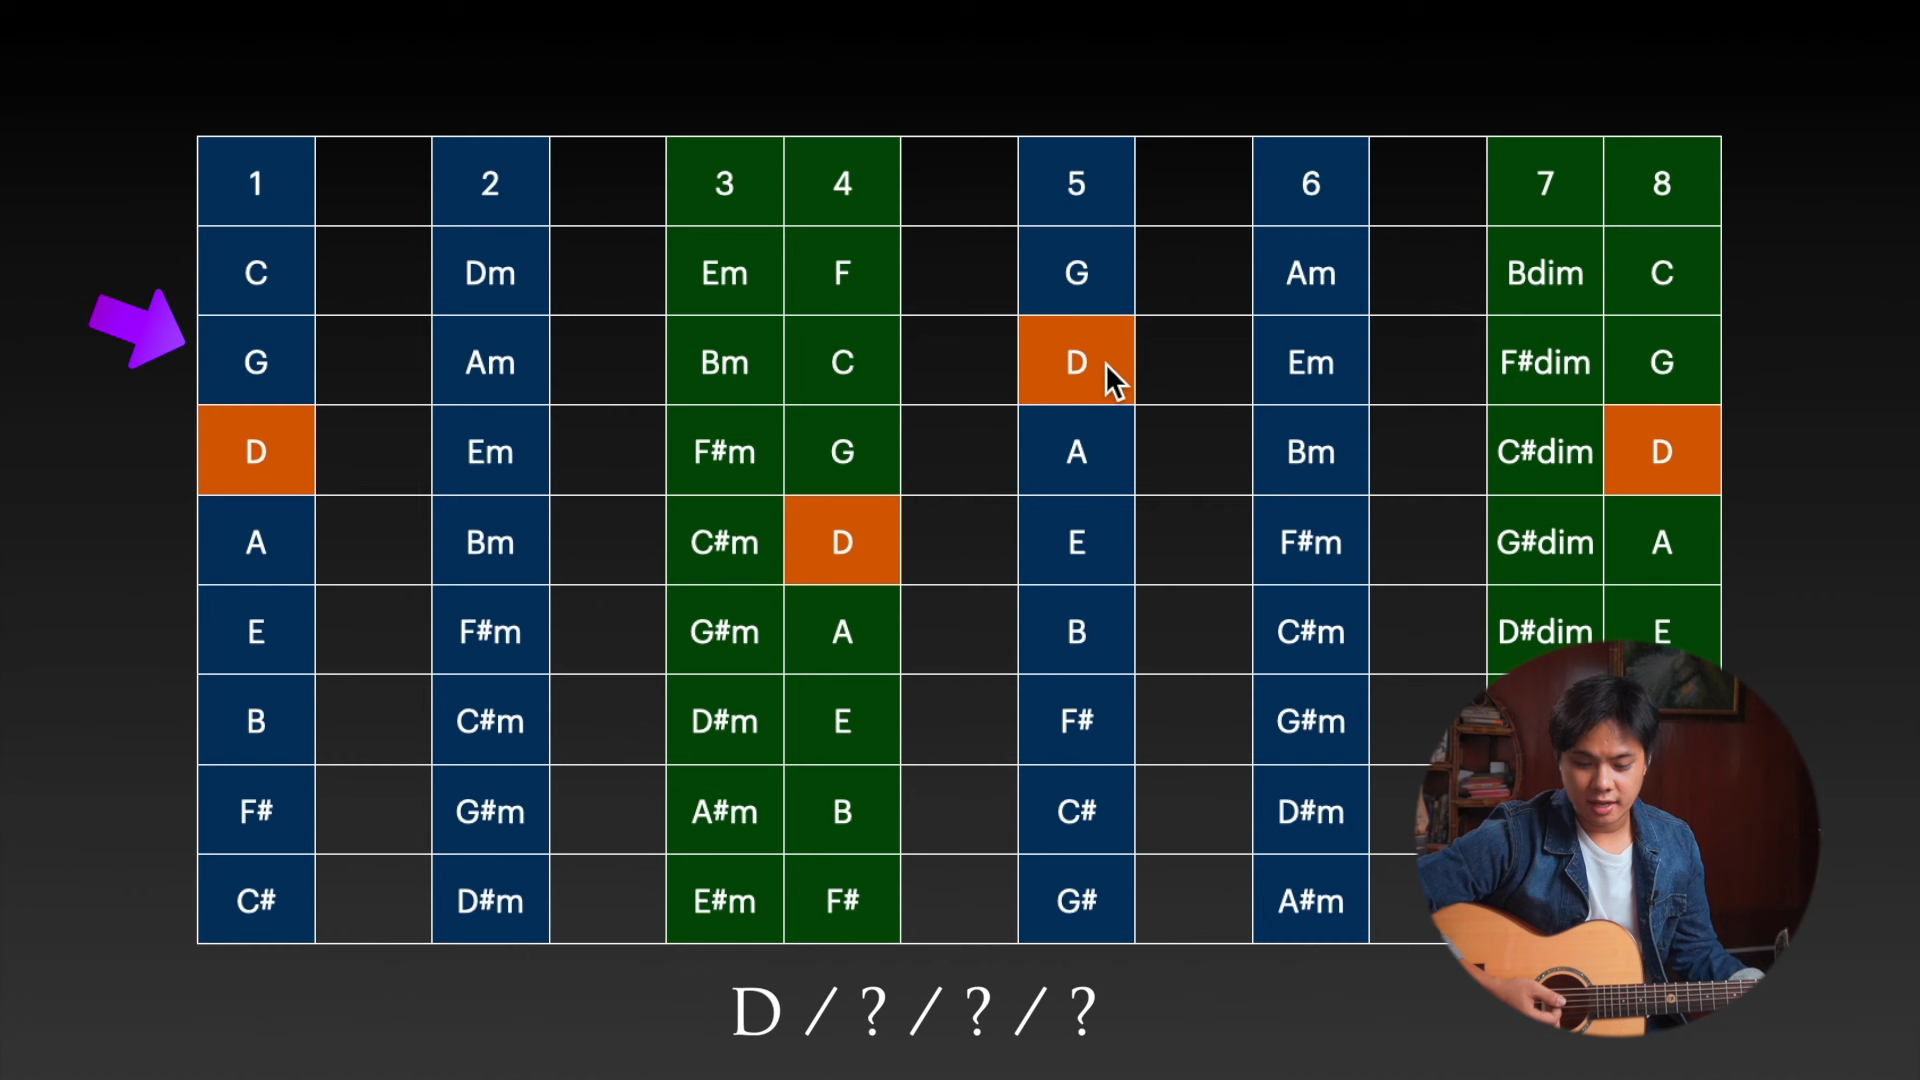 1 2 3 4 5 6 7 8
C Dm Em F G Am Bdim C
G Am Bm C D Em F#dim G
D Em F#m G A Bm C#dim D
A Bm C#m D E F#m G#dim A
E F#m G#m A B C#m D#dim E
B C#m D#m E F# G#m
F# G#m A#m B C# D#m
C# D#m E#m F# G# A#m
D / ? / ? / ?